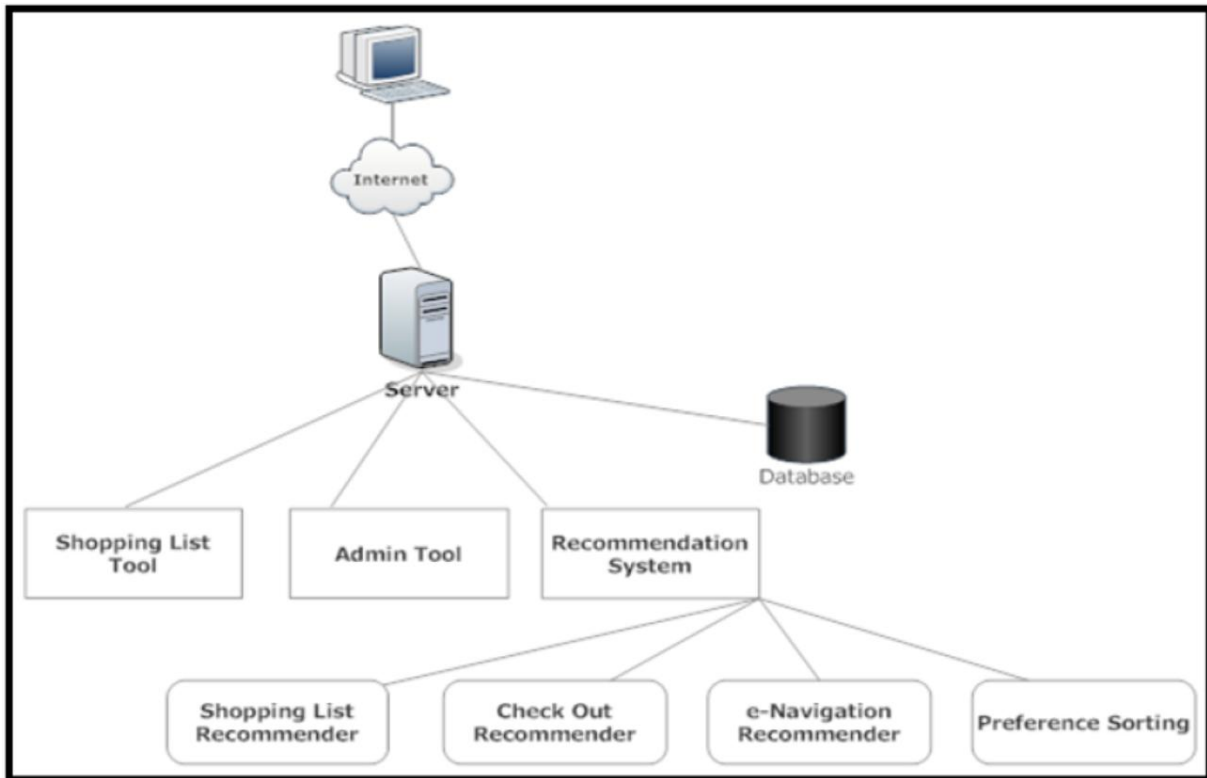 Internet
Server
Database
Shopping List
Tool
Admin Tool
Recommendation
System
Shopping List
Recommender
Check Out
Recommender
e-Navigation
Recommender
Preference Sorting